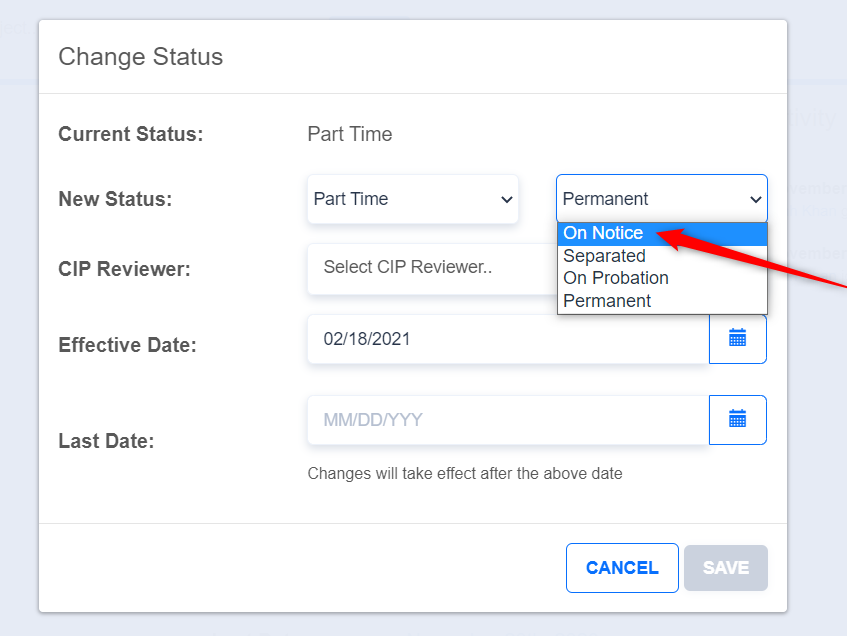 Change Status
Current Status:
Part Time
New Status:
Part Time
Permanent
On Notice
Separated
On Probation
Permanent
CIP Reviewer:
Select CIP Reviewer..
Effective Date:
02/18/2021
Last Date:
MM/DD/YYY
Changes will take effect after the above date
CANCEL
SAVE